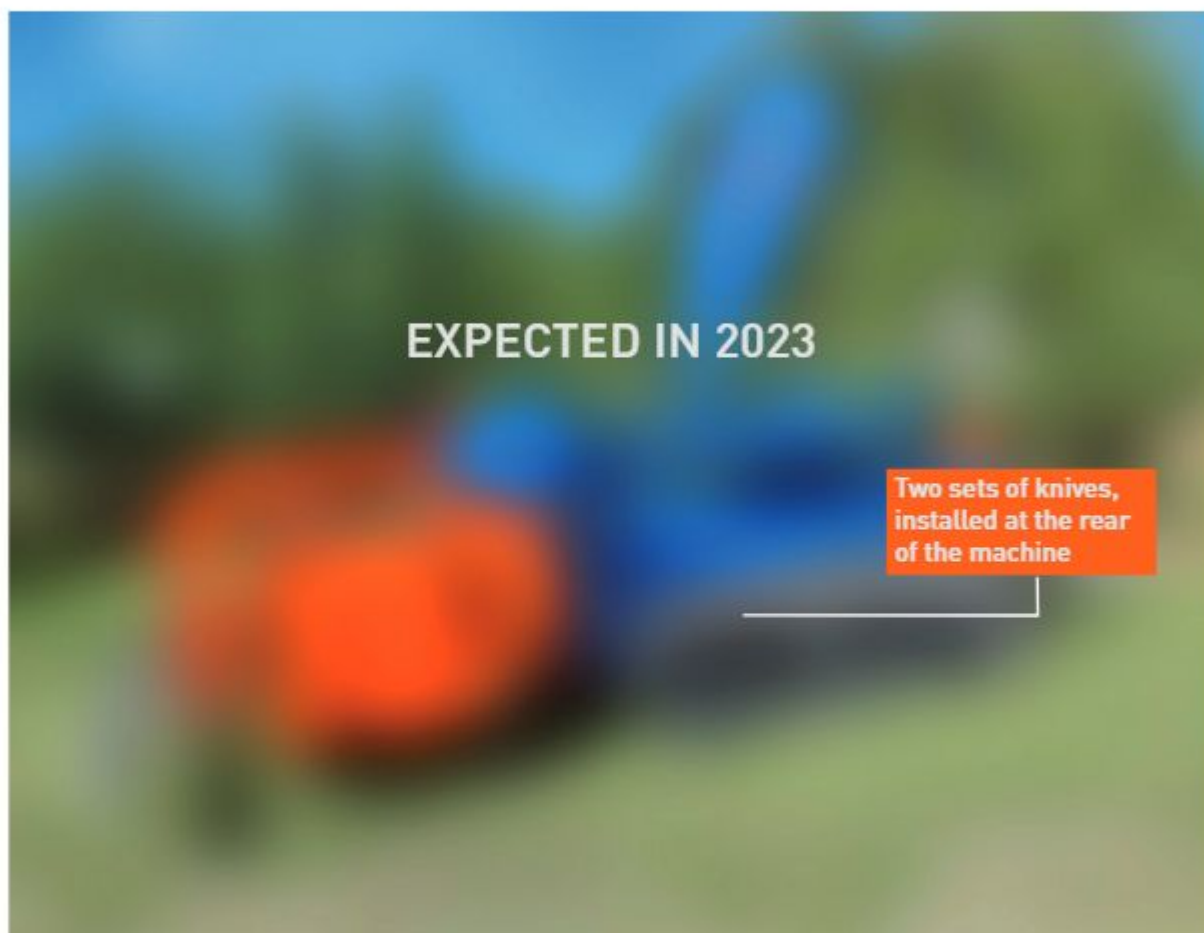 EXPECTED IN 2023
Two sets of knives,
installed at the rear
of the machine